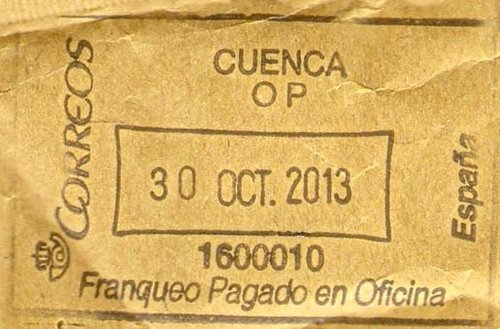 CORREOS
CUENCA
OP
30 OCT. 2013
1600010
Franqueo Pagado en Oficina
España